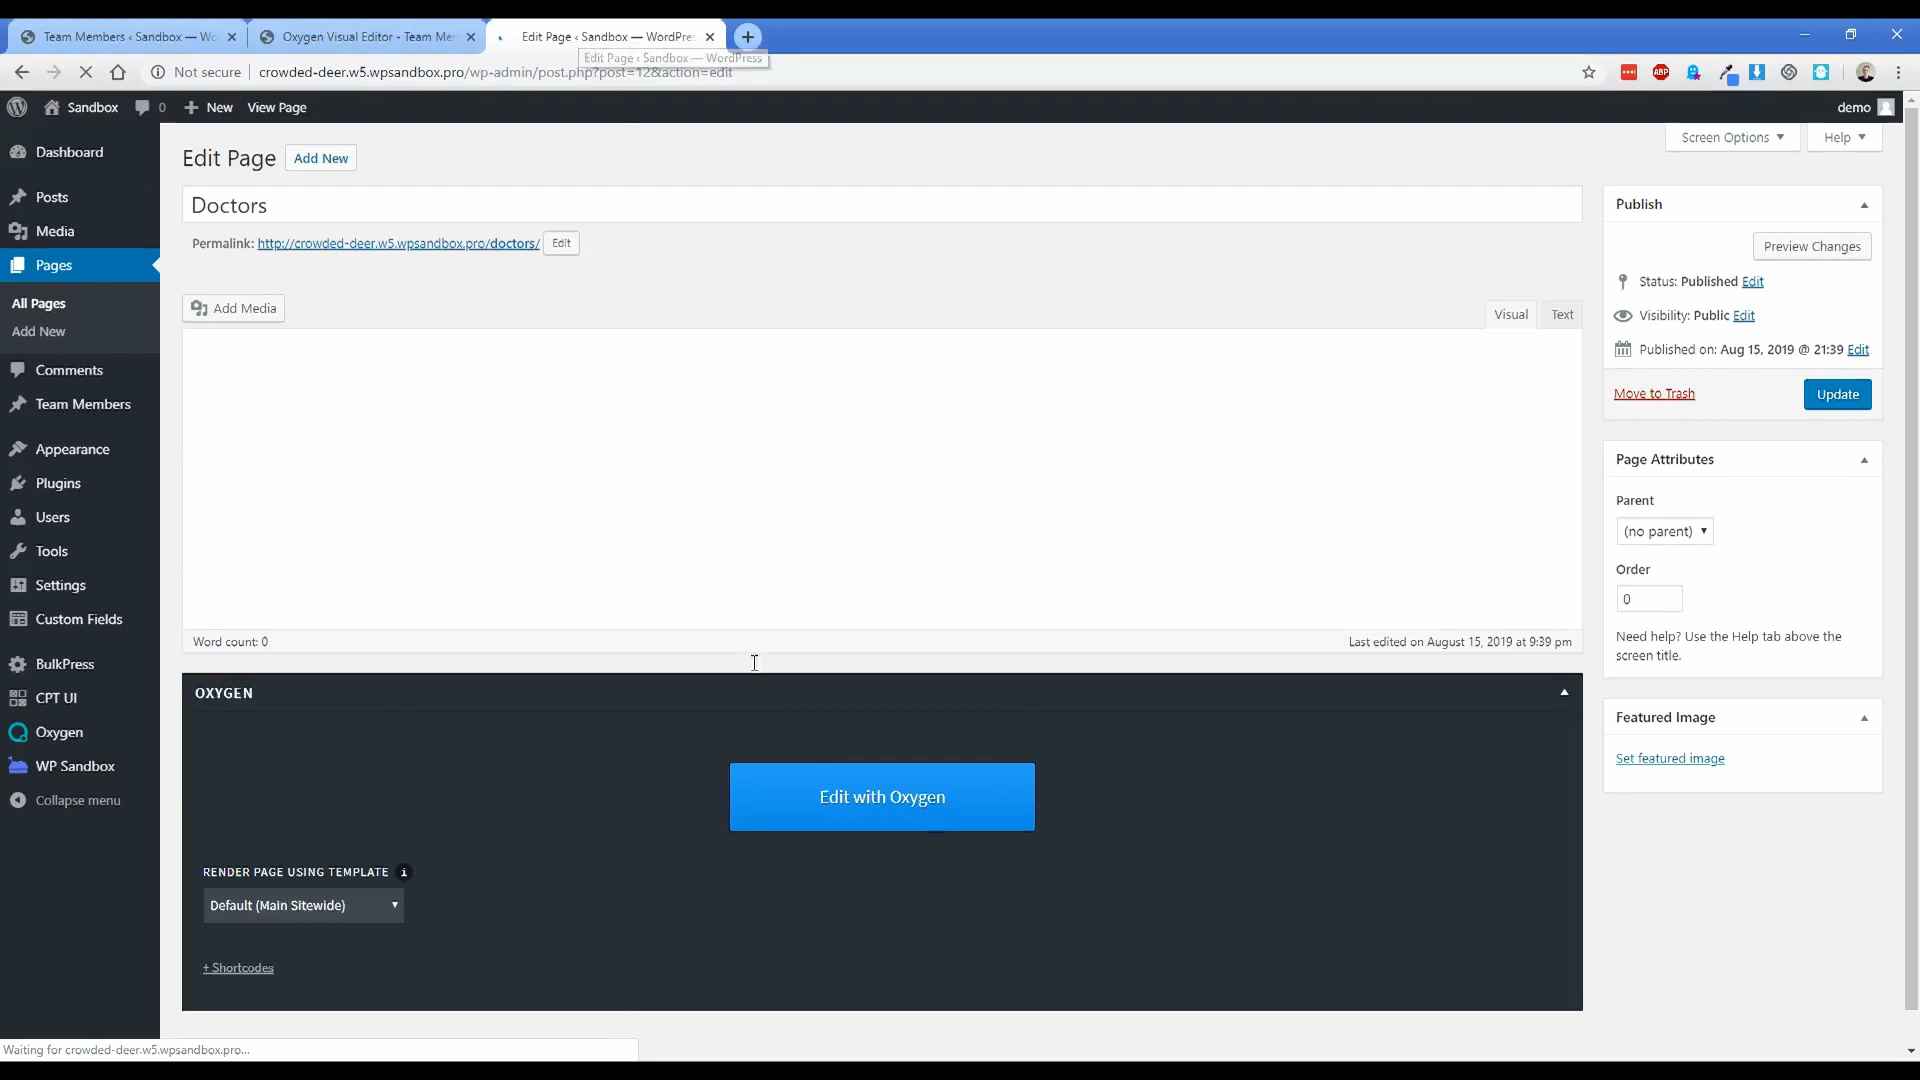 Team Members ‹ Sandbox — Wo
Oxygen Visual Editor - Team Mem
Edit Page ‹ Sandbox — WordPres
Edit Page ‹ Sandbox — WordPress
Not secure
crowded-deer.w5.wpsandbox.pro/wp-admin/post.php?post=12&action=edit
ABP
Sandbox
0
New
View Page
demo
Screen Options
Help
Dashboard
Posts
Media
Pages
All Pages
Add New
Comments
Team Members
Appearance
Plugins
Users
Tools
Settings
Custom Fields
BulkPress
CPT UI
Oxygen
WP Sandbox
Collapse menu
Edit Page
Add New
Doctors
Permalink: http://crowded-deer.w5.wpsandbox.pro/doctors/ Edit
Add Media
Visual
Text
Word count: 0
Last edited on August 15, 2019 at 9:39 pm
OXYGEN
Edit with Oxygen
RENDER PAGE USING TEMPLATE
Default (Main Sitewide)
+ Shortcodes
Publish
Preview Changes
Status: Published Edit
Visibility: Public Edit
Published on: Aug 15, 2019 @ 21:39 Edit
Move to Trash
Update
Page Attributes
Parent
(no parent)
Order
0
Need help? Use the Help tab above the
screen title.
Featured Image
Set featured image
Waiting for crowded-deer.w5.wpsandbox.pro...